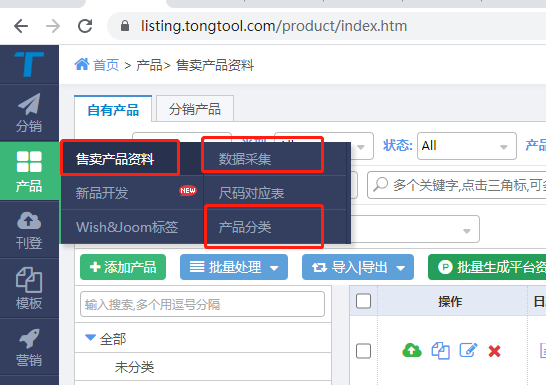 listing.tongtool.com/product/index.htm
首页 > 产品 > 售卖产品资料
自有产品 分销产品
分销
状态: All
产品
售卖产品资料 数据采集
新品开发 NEW 尺码对应表
多个关键字,点击三角标,可多
Wish&Joom标签 产品分类
刊登
添加产品 批量处理 导入|导出 批量生成平台资
模板
输入搜索,多个用逗号分隔
操作
全部
未分类
营销